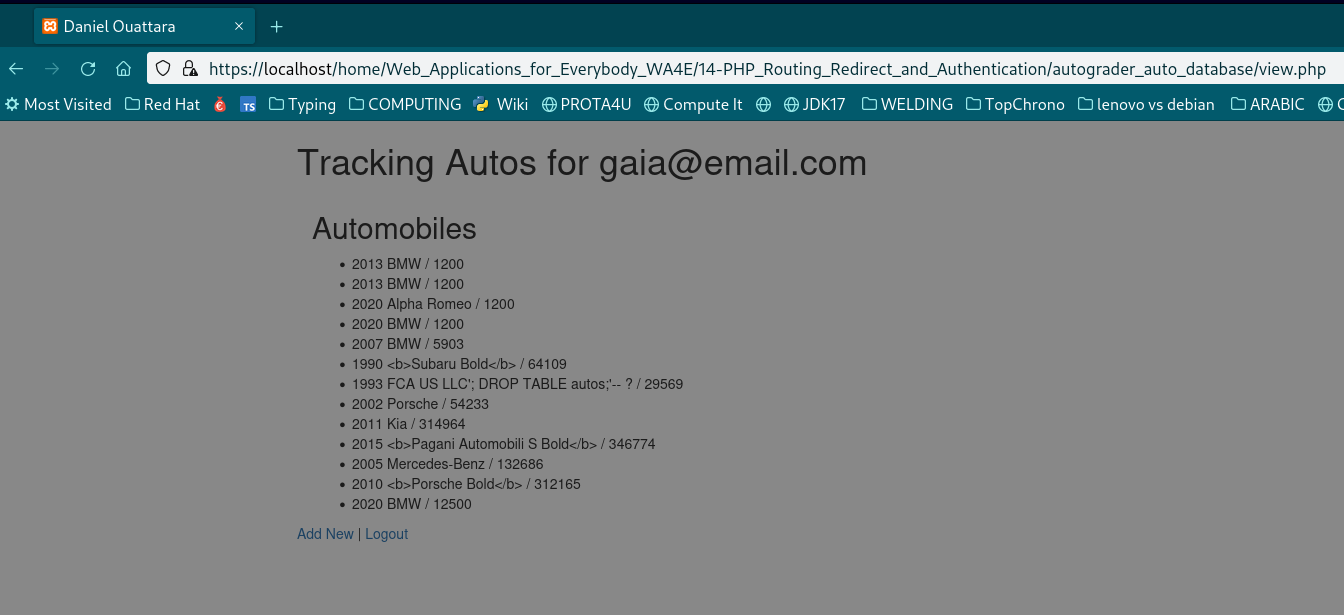 Daniel Ouattara
https://localhost/home/Web_Applications_for_Everybody_WA4E/14-PHP_Routing_Redirect_and_Authentication/autograder_auto_database/view.php
Most Visited Red Hat TS Typing COMPUTING Wiki PROTA4U Compute It JDK17 WELDING TopChrono lenovo vs debian ARABIC
Tracking Autos for gaia@email.com
Automobiles
2013 BMW / 1200
2013 BMW / 1200
2020 Alpha Romeo / 1200
2020 BMW / 1200
2007 BMW / 5903
1990 <b>Subaru Bold</b> / 64109
1993 FCA US LLC'; DROP TABLE autos;'-- ? / 29569
2002 Porsche / 54233
2011 Kia / 314964
2015 <b>Pagani Automobili S Bold</b> / 346774
2005 Mercedes-Benz / 132686
2010 <b>Porsche Bold</b> / 312165
2020 BMW / 12500
Add New | Logout